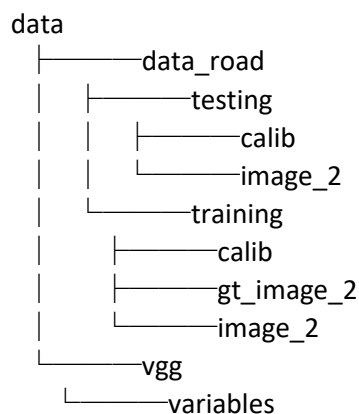 data
├───data_road
│ ├───testing
│ │ ├───calib
│ │ └───image_2
│ └───training
│ ├───calib
│ ├───gt_image_2
│ └───image_2
└───vgg
└───variables